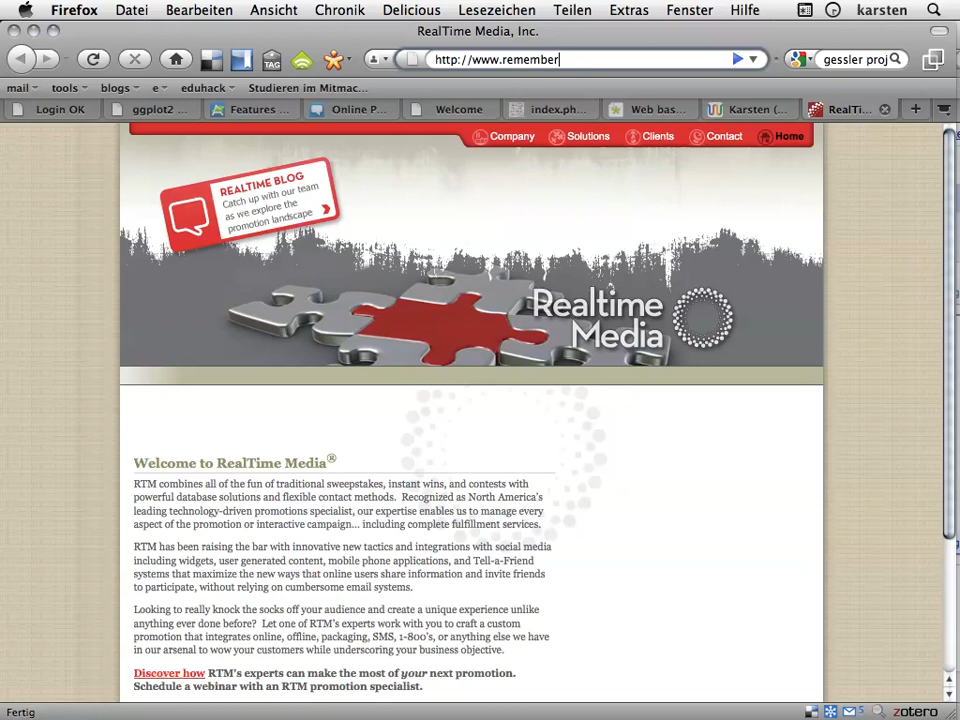 Firefox Datei Bearbeiten Ansicht Chronik Delicious Lesezeichen Teilen Extras Fenster Hilfe karsten
RealTime Media, Inc.
http://www.remember gessler proj
TAG
mail tools blogs e eduhack Studieren im Mitmac...
Login OK ggplot2 ... Features ... Online P... Welcome index.ph... Web bas... Karsten (... RealTi...
Company Solutions Clients Contact Home
REALTIME BLOG
Catch up with our team
as we explore the
promotion landscape
Realtime
Media
Welcome to RealTime Media®
RTM combines all of the fun of traditional sweepstakes, instant wins, and contests with
powerful database solutions and flexible contact methods. Recognized as North America's
leading technology-driven promotions specialist, our expertise enables us to manage every
aspect of the promotion or interactive campaign... including complete fulfillment services.
RTM has been raising the bar with innovative new tactics and integrations with social media
including widgets, user generated content, mobile phone applications, and Tell-a-Friend
systems that maximize the new ways that online users share information and invite friends
to participate, without relying on cumbersome email systems.
Looking to really knock the socks off your audience and create a unique experience unlike
anything ever done before? Let one of RTM's experts work with you to craft a custom
promotion that integrates online, offline, packaging, SMS, 1-800's, or anything else we have
in our arsenal to wow your customers while underscoring your business objective.
Discover how RTM's experts can make the most of your next promotion.
Schedule a webinar with an RTM promotion specialist.
Fertig 5 zotero